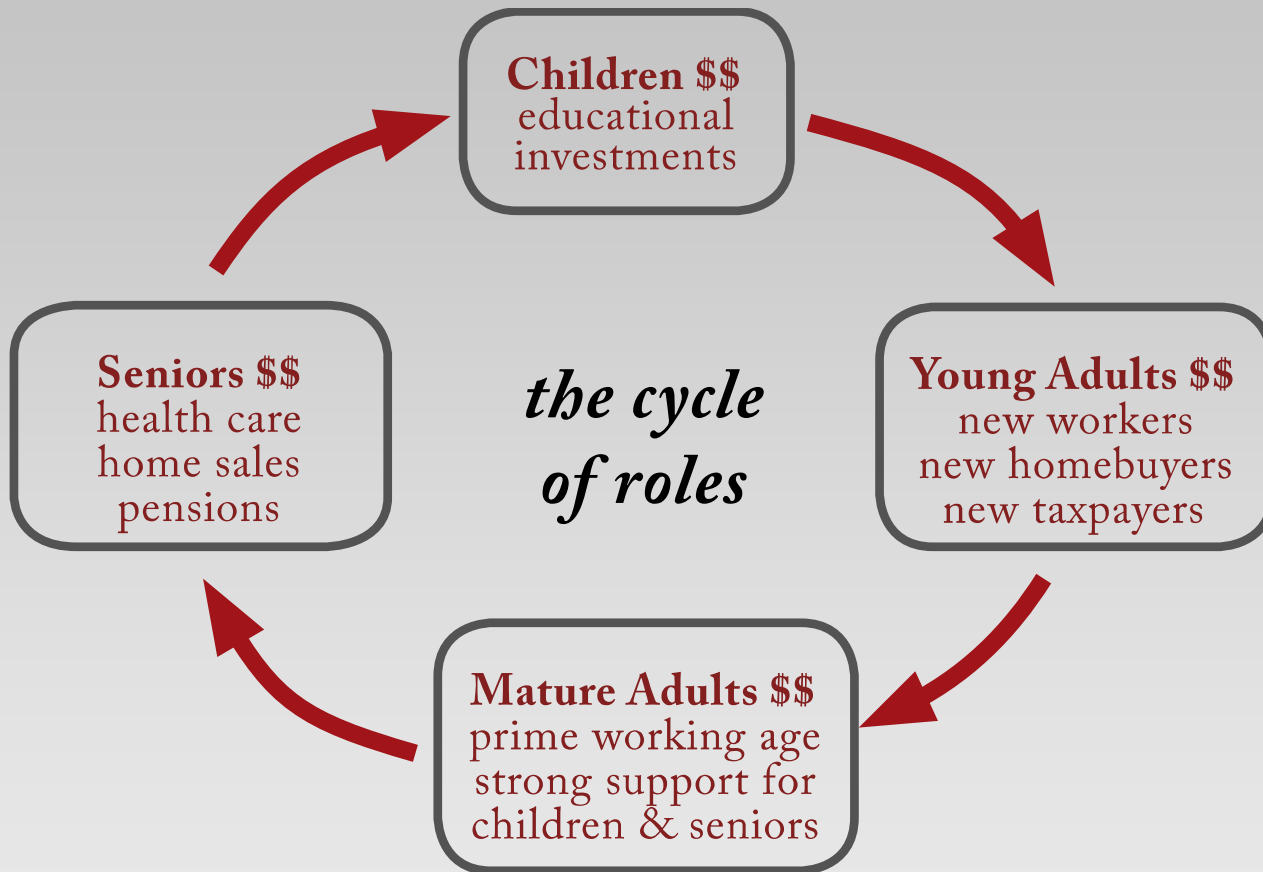 Children $$
educational
investments
Seniors $$
health care
home sales
pensions
the cycle
of roles
Young Adults $$
new workers
new homebuyers
new taxpayers
Mature Adults $$
prime working age
strong support for
children & seniors